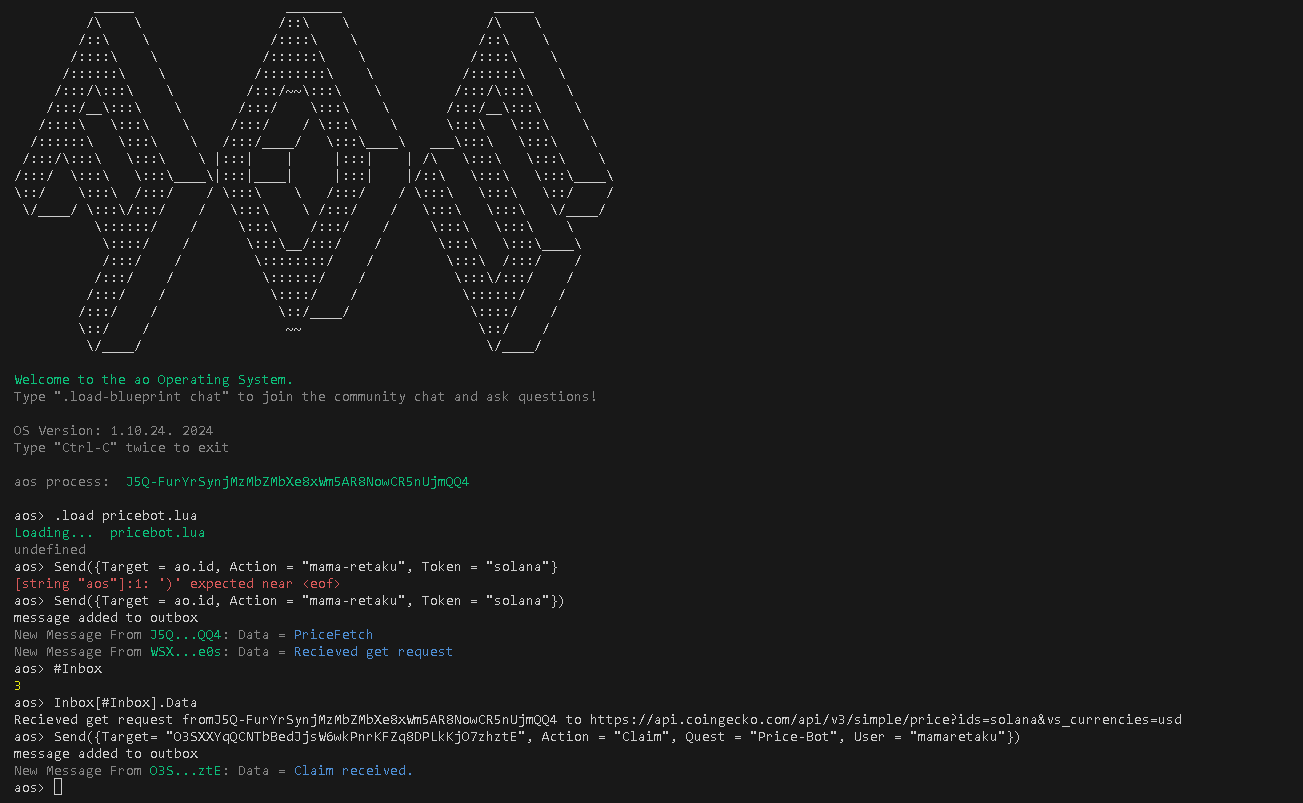 Welcome to the ao Operating System.
Type ".load-blueprint chat" to join the community chat and ask questions!
OS Version: 1.10.24. 2024
Type "Ctrl-C" twice to exit
aos process:  J5Q-FurYrSynjMzMbZMbXe8xWm5AR8NowCR5nUjmQQ4
aos> .load pricebot.lua
Loading...  pricebot.lua
undefined
aos> Send({Target = ao.id, Action = "mama-retaku", Token = "solana"}
[string "aos"]:1: ')' expected near <eof>
aos> Send({Target = ao.id, Action = "mama-retaku", Token = "solana"})
message added to outbox
New Message From J5Q...QQ4: Data = PriceFetch
New Message From WSX...e0s: Data = Recieved get request
aos> #Inbox
3
aos> Inbox[#Inbox].Data
Recieved get request fromJ5Q-FurYrSynjMzMbZMbXe8xWm5AR8NowCR5nUjmQQ4 to https://api.coingecko.com/api/v3/simple/price?ids=solana&vs_currencies=usd
aos> Send({Target= "O3SXXYqQCNTbBedJjsW6wkPnrKFZq8DPLkKjO7zhztE", Action = "Claim", Quest = "Price-Bot", User = "mamaretaku"})
message added to outbox
New Message From O3S...ztE: Data = Claim received.
aos>